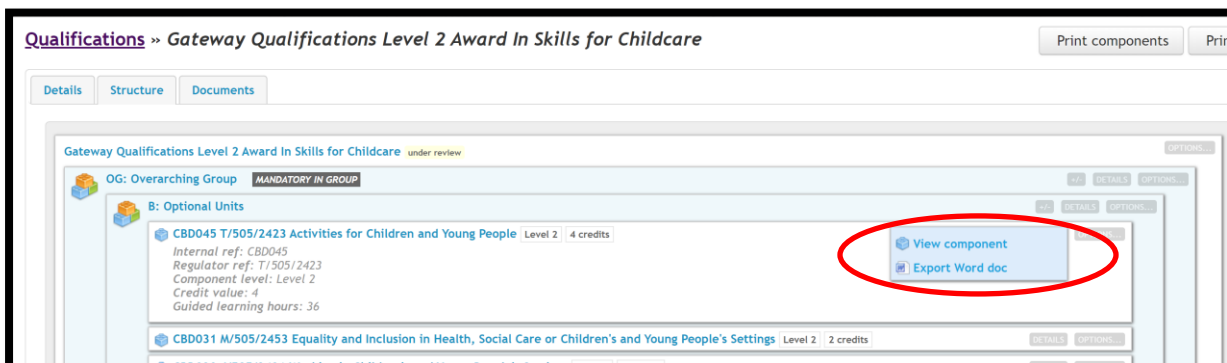 Qualifications » Gateway Qualifications Level 2 Award In Skills for Childcare
Print components
Details Structure Documents
Gateway Qualifications Level 2 Award In Skills for Childcare under review OPTIONS...
OG: Overarching Group MANDATORY IN GROUP +/- DETAILS OPTIONS...
B: Optional Units +/- DETAILS OPTIONS...
CBD045 T/505/2423 Activities for Children and Young People Level 2 4 credits
View component
Export Word doc
Internal ref: CBD045
Regulator ref: T/505/2423
Component level: Level 2
Credit value: 4
Guided learning hours: 36
CBD031 M/505/2453 Equality and Inclusion in Health, Social Care or Children's and Young People's Settings Level 2 2 credits DETAILS OPTIONS...